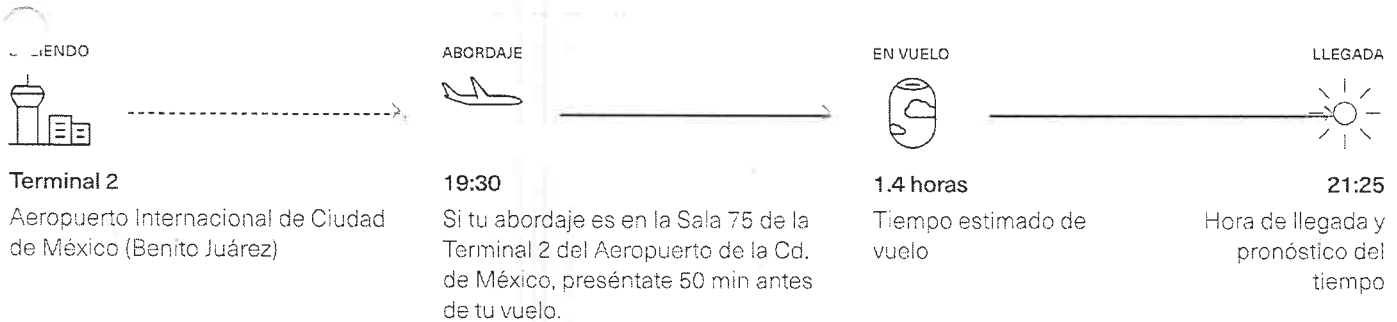 ABORDAJE
EN VUELO
LLEGADA
Terminal 2
Aeropuerto Internacional de Ciudad
de México (Benito Juárez)
19:30
Si tu abordaje es en la Sala 75 de la
Terminal 2 del Aeropuerto de la Cd.
de México, preséntate 50 min antes
de tu vuelo.
1.4 horas
Tiempo estimado de
vuelo
21:25
Hora de llegada y
pronóstico del
tiempo